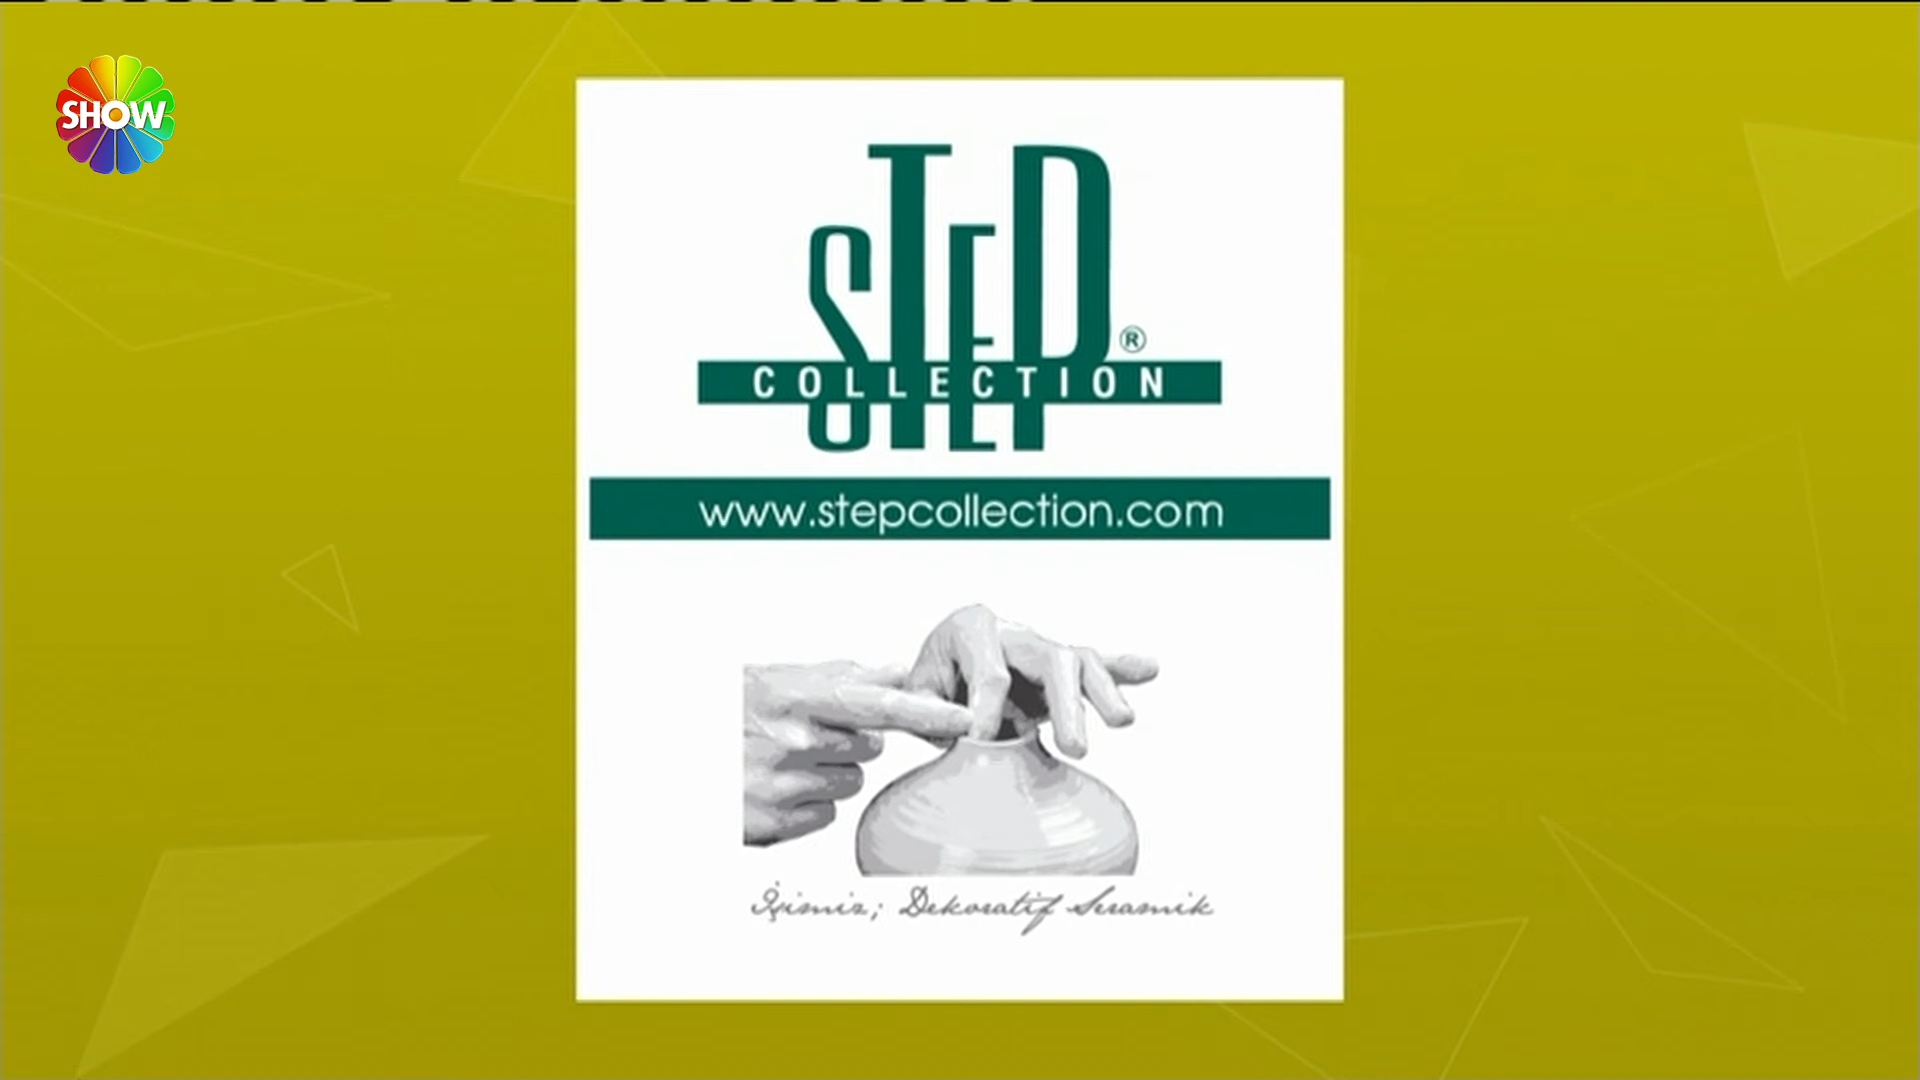 SHOW
STEP®
COLLECTION
www.stepcollection.com
İşimiz; Dekoratif Seramik